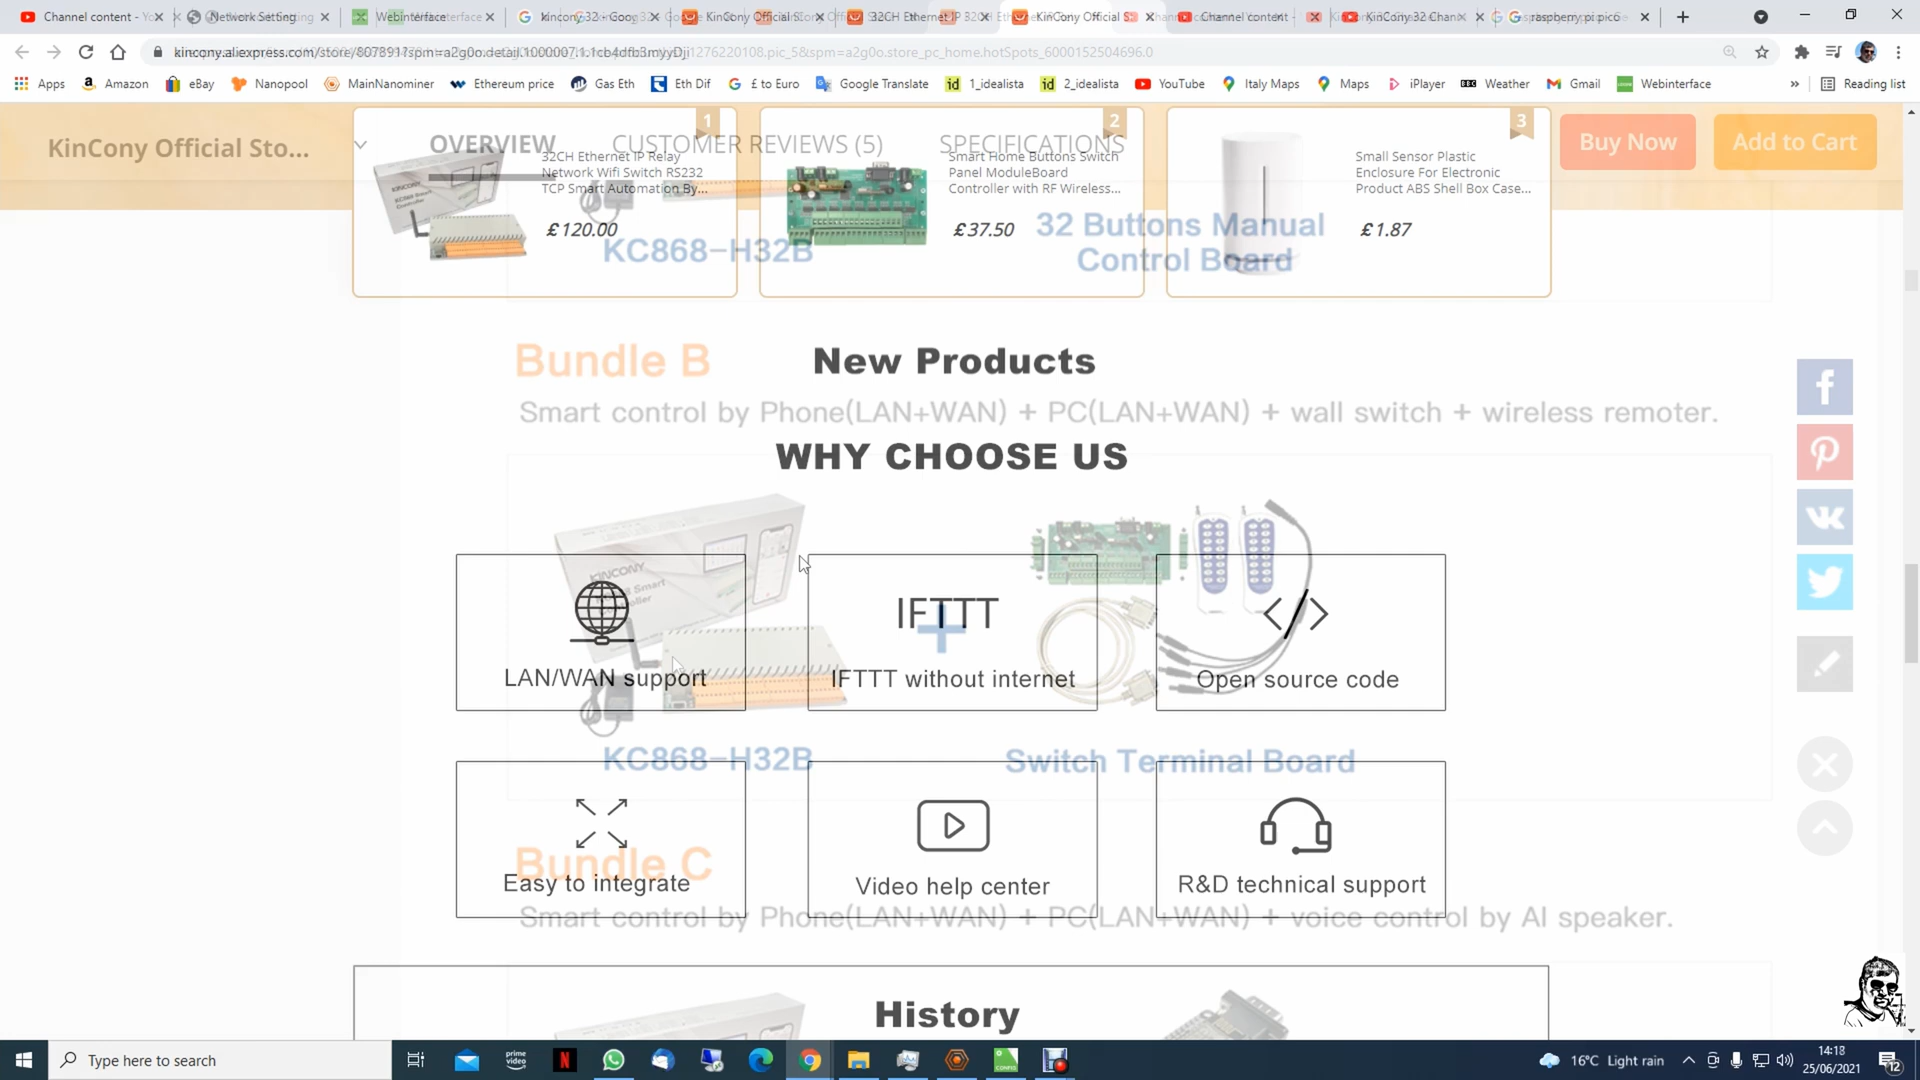 Channel content - Yo
Network Setting
Webinterface
kincony 32 - Goog
KinCony Official Sto
32CH Ethernet IP
KinCony Official S
Channel content -
KinCony 32 Chan
raspberry pi pico
Apps
Amazon
eBay
Nanopool
MainNanominer
Ethereum price
Gas Eth
Eth Dif
£ to Euro
Google Translate
1_idealista
2_idealista
YouTube
Italy Maps
Maps
iPlayer
Weather
Gmail
Webinterface
»
Reading list
KinCony Official Sto...
OVERVIEW
CUSTOMER REVIEWS (5)
SPECIFICATIONS
Buy Now
Add to Cart
1
32CH Ethernet IP Relay
Network Wifi Switch RS232
TCP Smart Automation By...
£120.00
2
Smart Home Buttons Switch
Panel ModuleBoard
Controller with RF Wireless...
£37.50
3
Small Sensor Plastic
Enclosure For Electronic
Product ABS Shell Box Case...
£1.87
KC868-H32B
32 Buttons Manual
Control Board
Bundle B
New Products
Smart control by Phone(LAN+WAN) + PC(LAN+WAN) + wall switch + wireless remoter.
WHY CHOOSE US
KINCONY
KC868 Smart
Controller
LAN/WAN support
IFTTT
IFTTT without internet
Open source code
KC868-H32B
Switch Terminal Board
Easy to integrate
Video help center
R&D technical support
Bundle C
Smart control by Phone(LAN+WAN) + PC(LAN+WAN) + voice control by AI speaker.
History
Type here to search
prime
video
16°C Light rain
14:18
25/06/2021
12